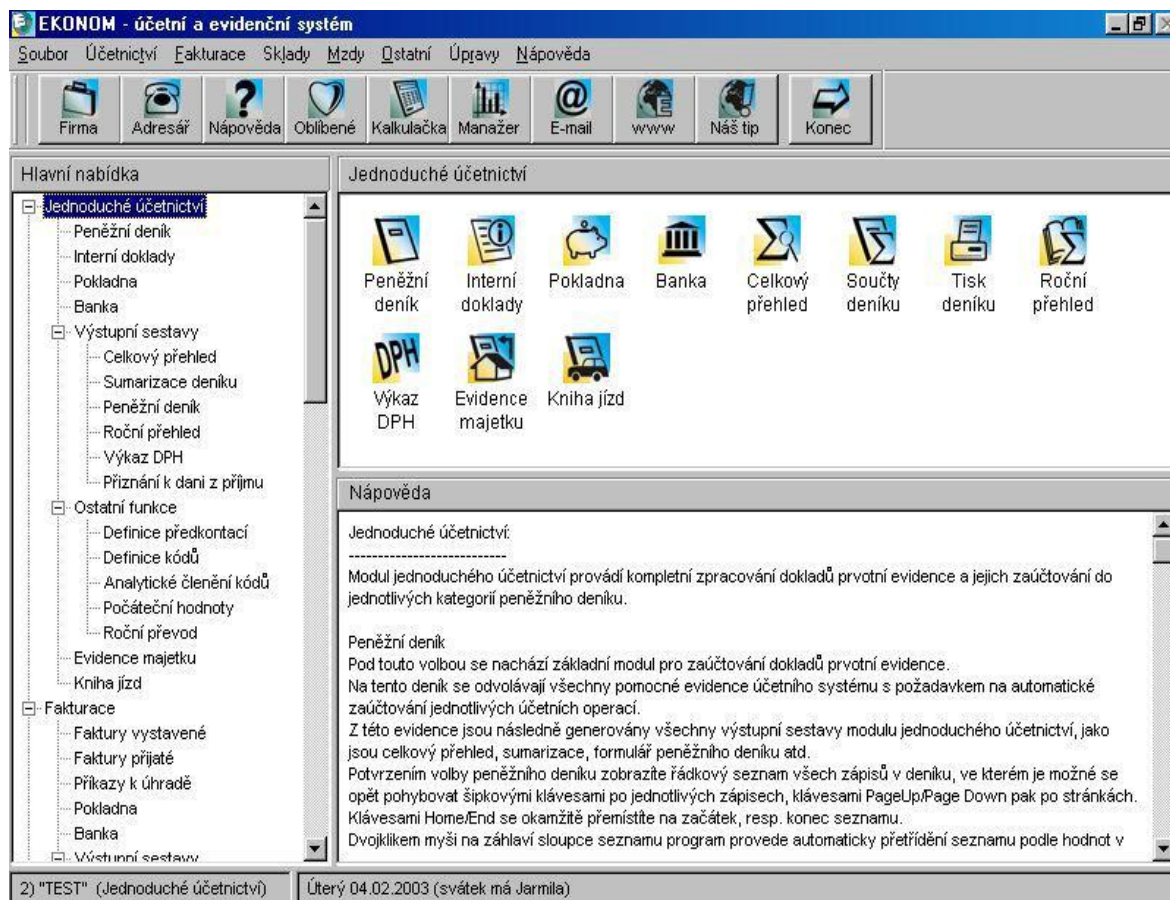 EKONOM - účetní a evidenční systém
Soubor Účetnictví Fakturace Sklady Mzdy Ostatní Úpravy Nápověda
Firma Adresář Nápověda Oblíbené Kalkulačka Manažer E-mail www Náš tip Konec
Hlavní nabídka
Jednoduché účetnictví
Peněžní deník
Interní doklady
Pokladna
Banka
Výstupní sestavy
Celkový přehled
Sumarizace deníku
Peněžní deník
Roční přehled
Výkaz DPH
Přiznání k dani z příjmu
Ostatní funkce
Definice předkontací
Definice kódů
Analytické členění kódů
Počáteční hodnoty
Roční převod
Evidence majetku
Kniha jízd
Fakturace
Faktury vystavené
Faktury přijaté
Příkazy k úhradě
Pokladna
Banka
Výstupní sestavy
Jednoduché účetnictví
Peněžní deník
Interní doklady
Pokladna
Banka
Celkový přehled
Součty deníku
Tisk deníku
Roční přehled
DPH
Výkaz DPH
Evidence majetku
Kniha jízd
Nápověda
Jednoduché účetnictví:
---------------------------
Modul jednoduchého účetnictví provádí kompletní zpracování dokladů prvotní evidence a jejich zaúčtování do
jednotlivých kategorií peněžního deníku.
Peněžní deník
Pod touto volbou se nachází základní modul pro zaúčtování dokladů prvotní evidence.
Na tento deník se odvolávají všechny pomocné evidence účetního systému s požadavkem na automatické
zaúčtování jednotlivých účetních operací.
Z této evidence jsou následně generovány všechny výstupní sestavy modulu jednoduchého účetnictví, jako
jsou celkový přehled, sumarizace, formulář peněžního deníku atd.
Potvrzením volby peněžního deníku zobrazíte řádkový seznam všech zápisů v deníku, ve kterém je možné se
opět pohybovat šipkovými klávesami po jednotlivých zápisech, klávesami PageUp/Page Down pak po stránkách.
Klávesami Home/End se okamžitě přemístíte na začátek, resp. konec seznamu.
Dvojklikem myši na záhlaví sloupce seznamu program provede automaticky přetřídění seznamu podle hodnot v
2) "TEST" (Jednoduché účetnictví)
Úterý 04.02.2003 (svátek má Jarmila)